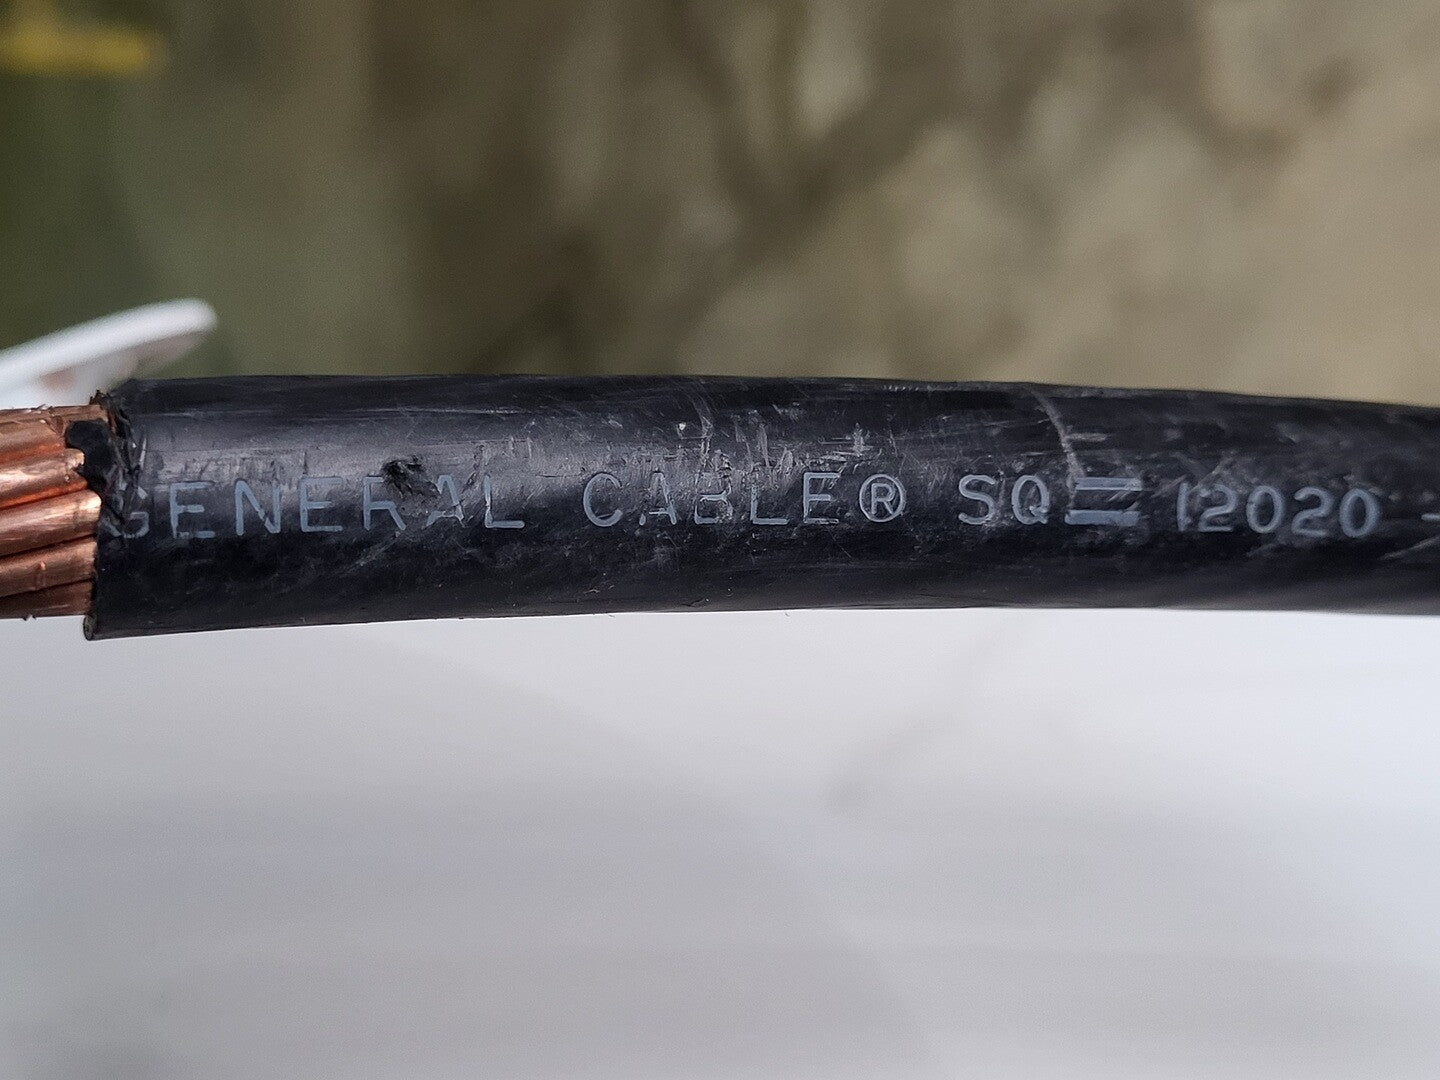 GENERAL CABLE® SQ= 12020 -